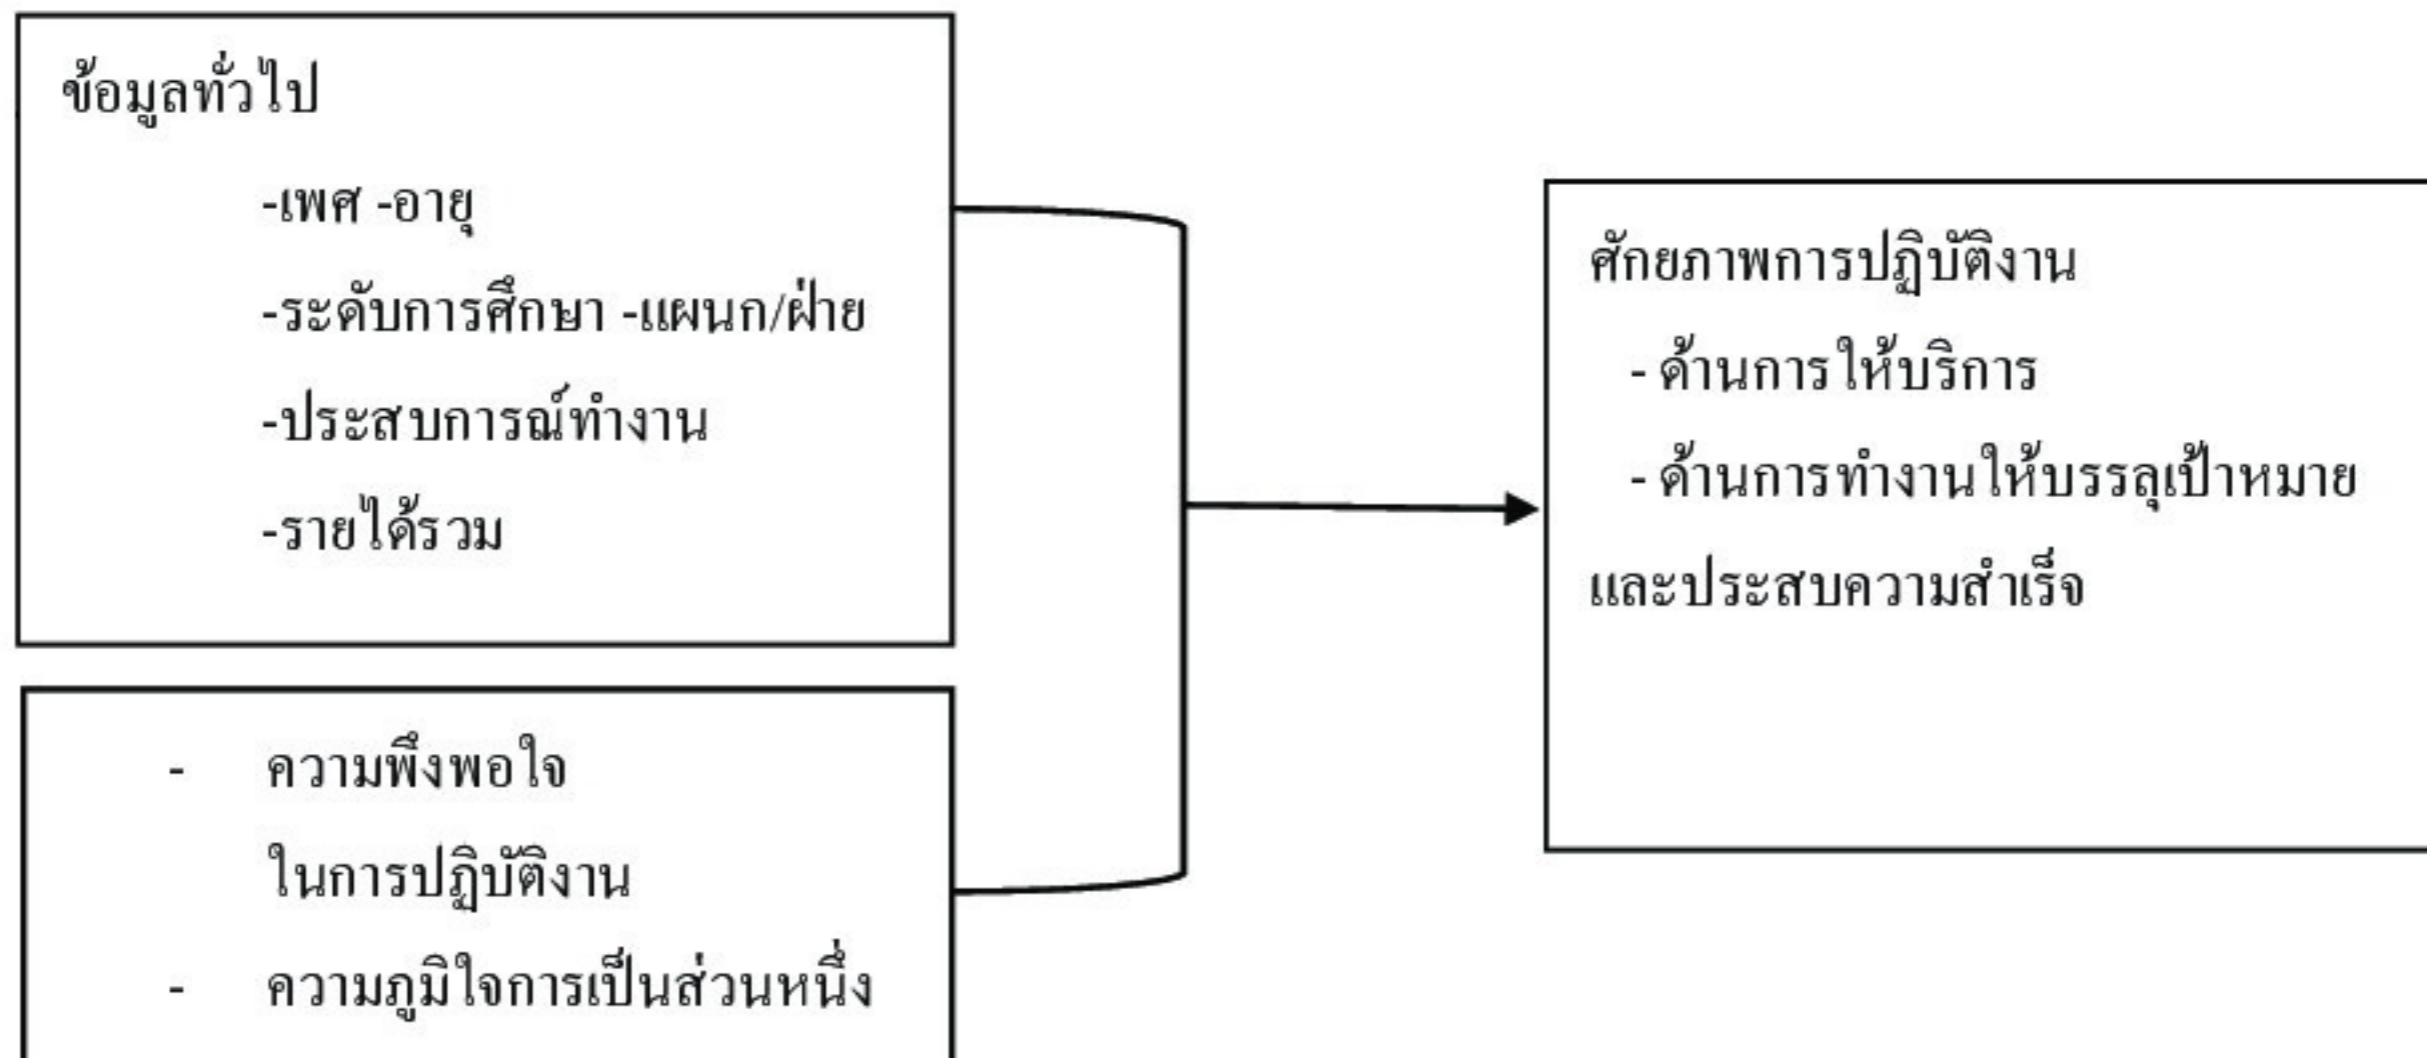 ข้อมูลทั่วไป
-เพศ -อายุ
-ระดับการศึกษา -แผนก/ฝ่าย
-ประสบการณ์ทำงาน
-รายได้รวม
- ความพึงพอใจ
ในการปฏิบัติงาน
- ความภูมิใจการเป็นส่วนหนึ่ง
ศักยภาพการปฏิบัติงาน
- ด้านการให้บริการ
- ด้านการทำงานให้บรรลุเป้าหมาย
และประสบความสำเร็จ